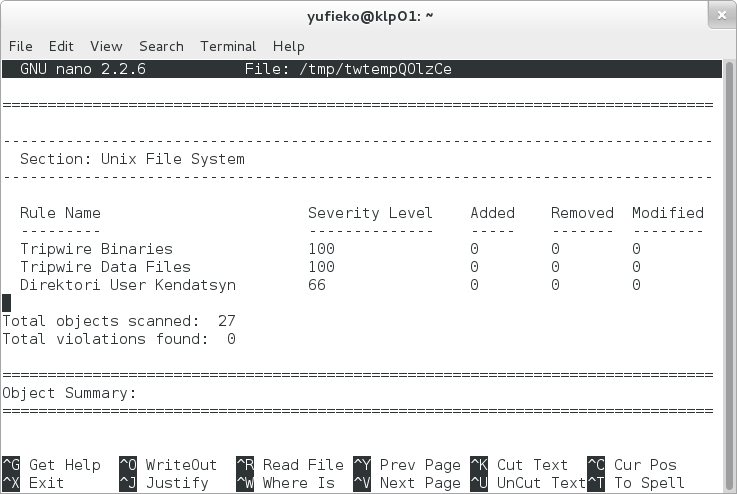 yufieko@klp01: ~
×
File Edit View Search Terminal Help
GNU nano 2.2.6 File: /tmp/twtempQOlzCe
===============================================================================
-------------------------------------------------------------------------------
Section: Unix File System
-------------------------------------------------------------------------------
Rule Name Severity Level Added Removed Modified
--------- -------------- ----- ------- --------
Tripwire Binaries 100 0 0 0
Tripwire Data Files 100 0 0 0
Direktori User Kendatsyn 66 0 0 0
Total objects scanned: 27
Total violations found: 0
===============================================================================
Object Summary:
===============================================================================
^G Get Help ^O WriteOut ^R Read File ^Y Prev Page ^K Cut Text ^C Cur Pos
^X Exit ^J Justify ^W Where Is ^V Next Page ^U UnCut Text ^T To Spell